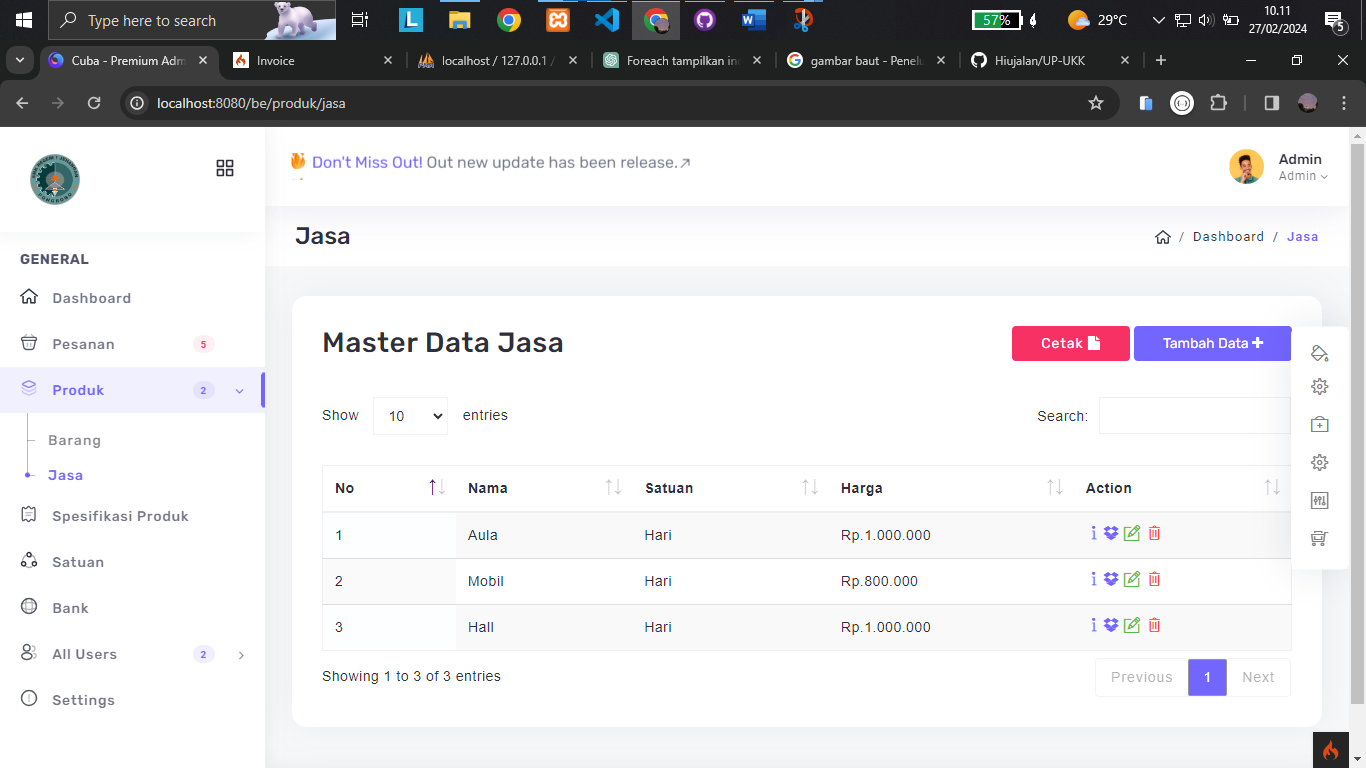 Type here to search
57%
29°C
10.11
27/02/2024
5
Cuba - Premium Adm
Invoice
localhost / 127.0.0.1 /
Foreach tampilkan in
gambar baut - Penelu
Hiujalan/UP-UKK
localhost:8080/be/produk/jasa
Don't Miss Out! Out new update has been release.
Admin
Admin
Jasa
/ Dashboard / Jasa
GENERAL
Dashboard
Pesanan 5
Produk 2
Barang
Jasa
Spesifikasi Produk
Satuan
Bank
All Users 2
Settings
Master Data Jasa
Cetak
Tambah Data
Show 10 entries
Search:
No Nama Satuan Harga Action
1 Aula Hari Rp.1.000.000
2 Mobil Hari Rp.800.000
3 Hall Hari Rp.1.000.000
Showing 1 to 3 of 3 entries
Previous 1 Next